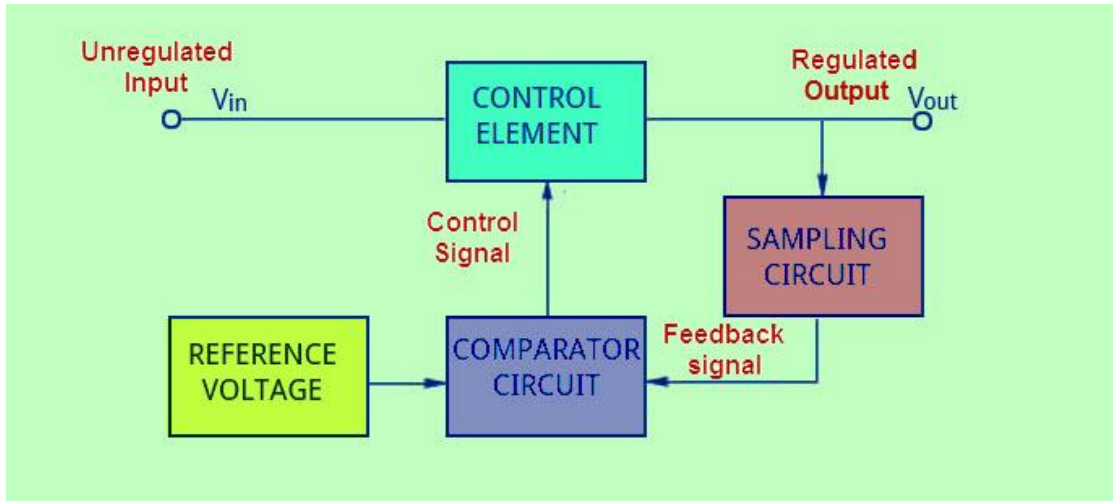 Unregulated
Input
Vin
CONTROL
ELEMENT
Regulated
Output
Vout
Control
Signal
SAMPLING
CIRCUIT
REFERENCE
VOLTAGE
COMPARATOR
CIRCUIT
Feedback
signal